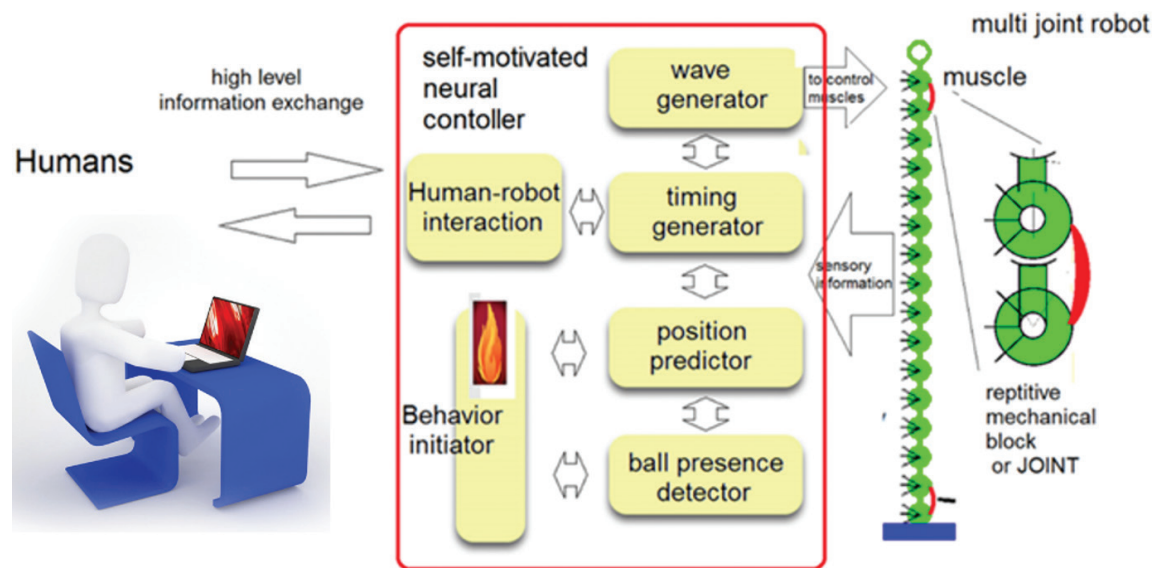 high level
information exchange
Humans
self-motivated
neural
contoller
wave
generator
Human-robot
interaction
timing
generator
position
predictor
Behavior
initiator
ball presence
detector
to control
muscles
sensory
information
multi joint robot
muscle
reptitive
mechanical
block
or JOINT